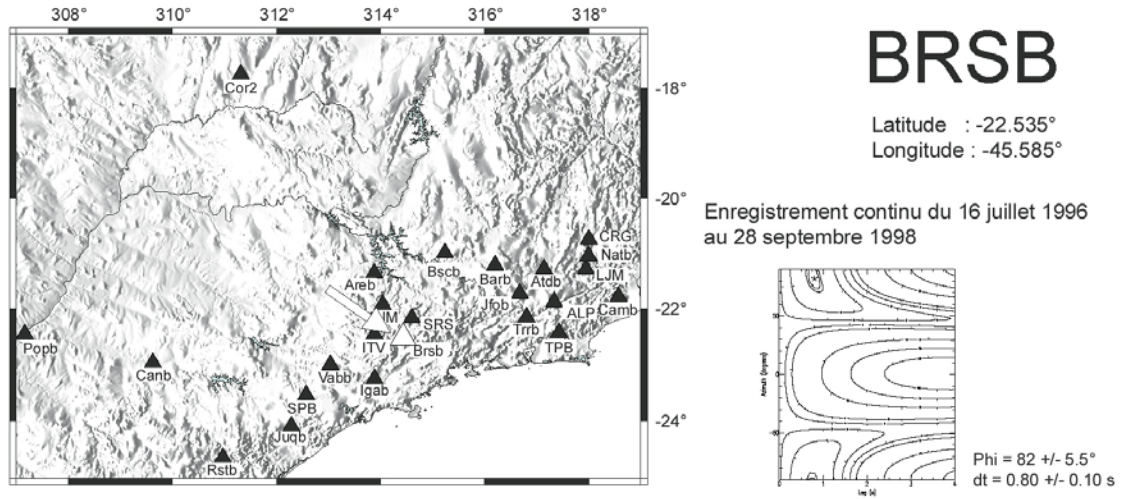 308° 310° 312° 314° 316° 318°
BRSB
Cor2
-18°
Latitude : -22.535°
Longitude : -45.585°
-20°
Enregistrement continu du 16 juillet 1996
au 28 septembre 1998
CRG
Natb
Bscb
Barb
Atdb
LJM
Areb
Jfob
-22°
IM
SRS
ALP
Camb
Trrb
Popb
ITV
Brsb
TPB
Canb
Vabb
Igab
SPB
-24°
Juqb
Rstb
Phi = 82 +/- 5.5°
dt = 0.80 +/- 0.10 s